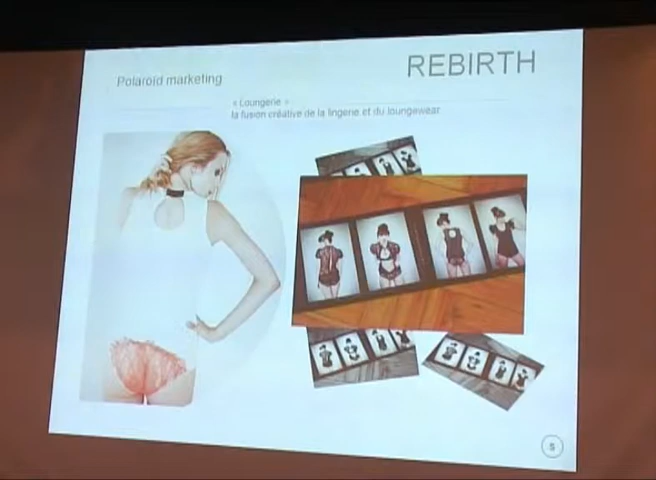 Polaroid marketing
REBIRTH
« Loungerie »
la fusion créative de la lingerie et du loungewear
5